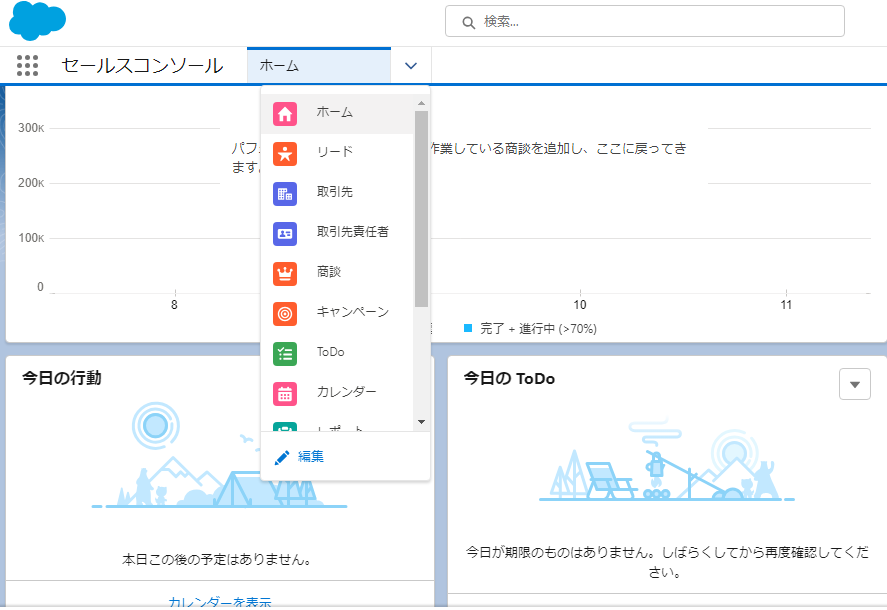 検索...
セールスコンソール
ホーム
ホーム
リード
取引先
取引先責任者
商談
キャンペーン
ToDo
カレンダー
レポート
編集
300K
200K
100K
0
パフ
作業している商談を追加し、ここに戻ってき
ます。
8
10
11
完了 + 進行中 (>70%)
今日の行動
本日この後の予定はありません。
カレンダーを表示
今日の ToDo
今日が期限のものはありません。しばらくしてから再度確認してくだ
さい。